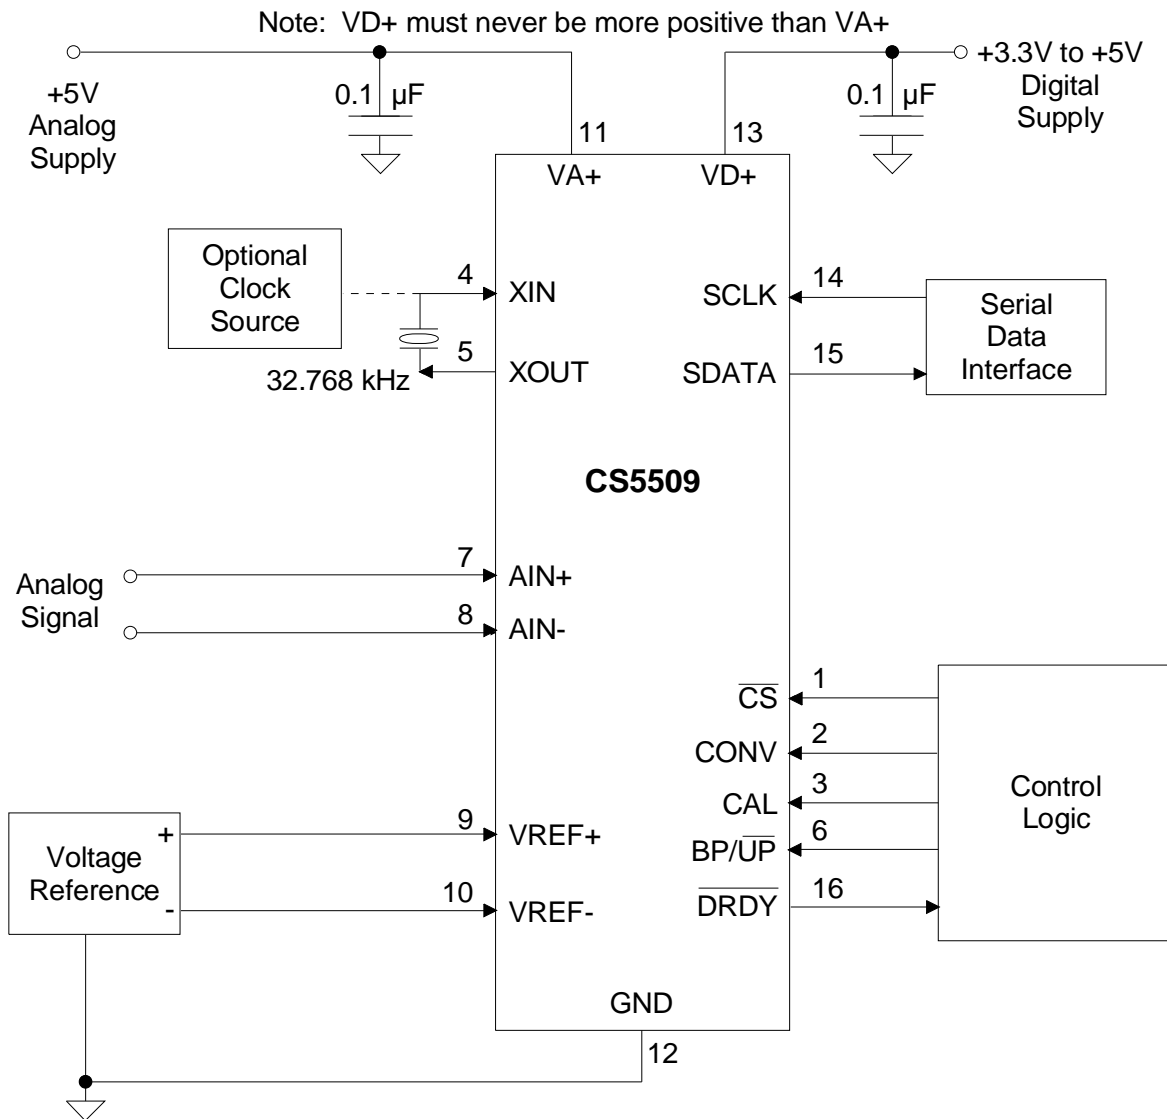 Note: VD+ must never be more positive than VA+
+5V
Analog
Supply
0.1 µF
0.1 µF
+3.3V to +5V
Digital
Supply
11
13
VA+
VD+
Optional
Clock
Source
4
XIN
5
XOUT
32.768 kHz
SCLK
14
SDATA
15
Serial
Data
Interface
CS5509
Analog
Signal
7
AIN+
8
AIN-
CS
1
CONV
2
CAL
3
BP/UP
6
DRDY
16
Control
Logic
Voltage
Reference
+
-
9
VREF+
10
VREF-
GND
12